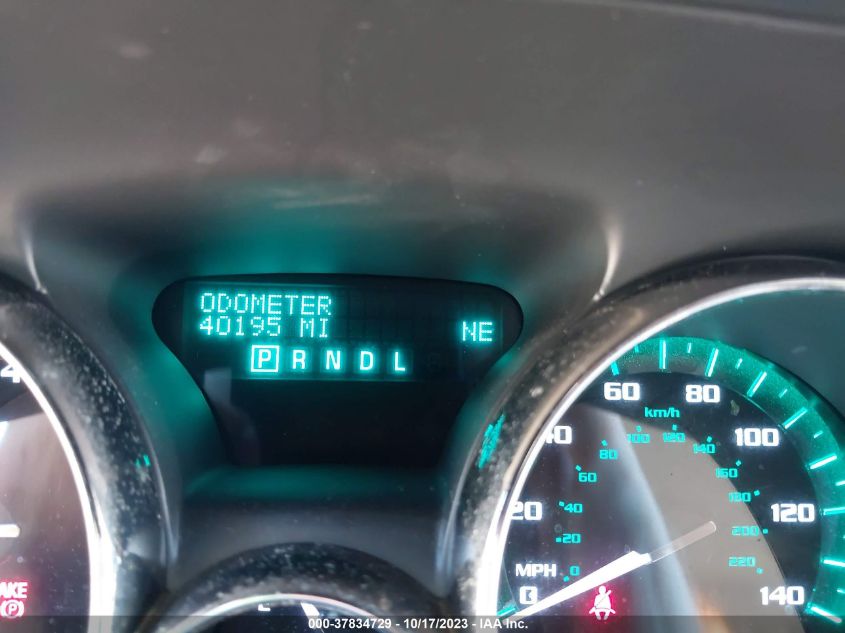 ODOMETER
40195 MI NE
P R N D L
4
60 80
km/h
40 100 120 100
80 140
60 160
20 40 180 120
20 200
MPH 0 220
140
(P)
000-37834729 - 10/17/2023 - IAA Inc.